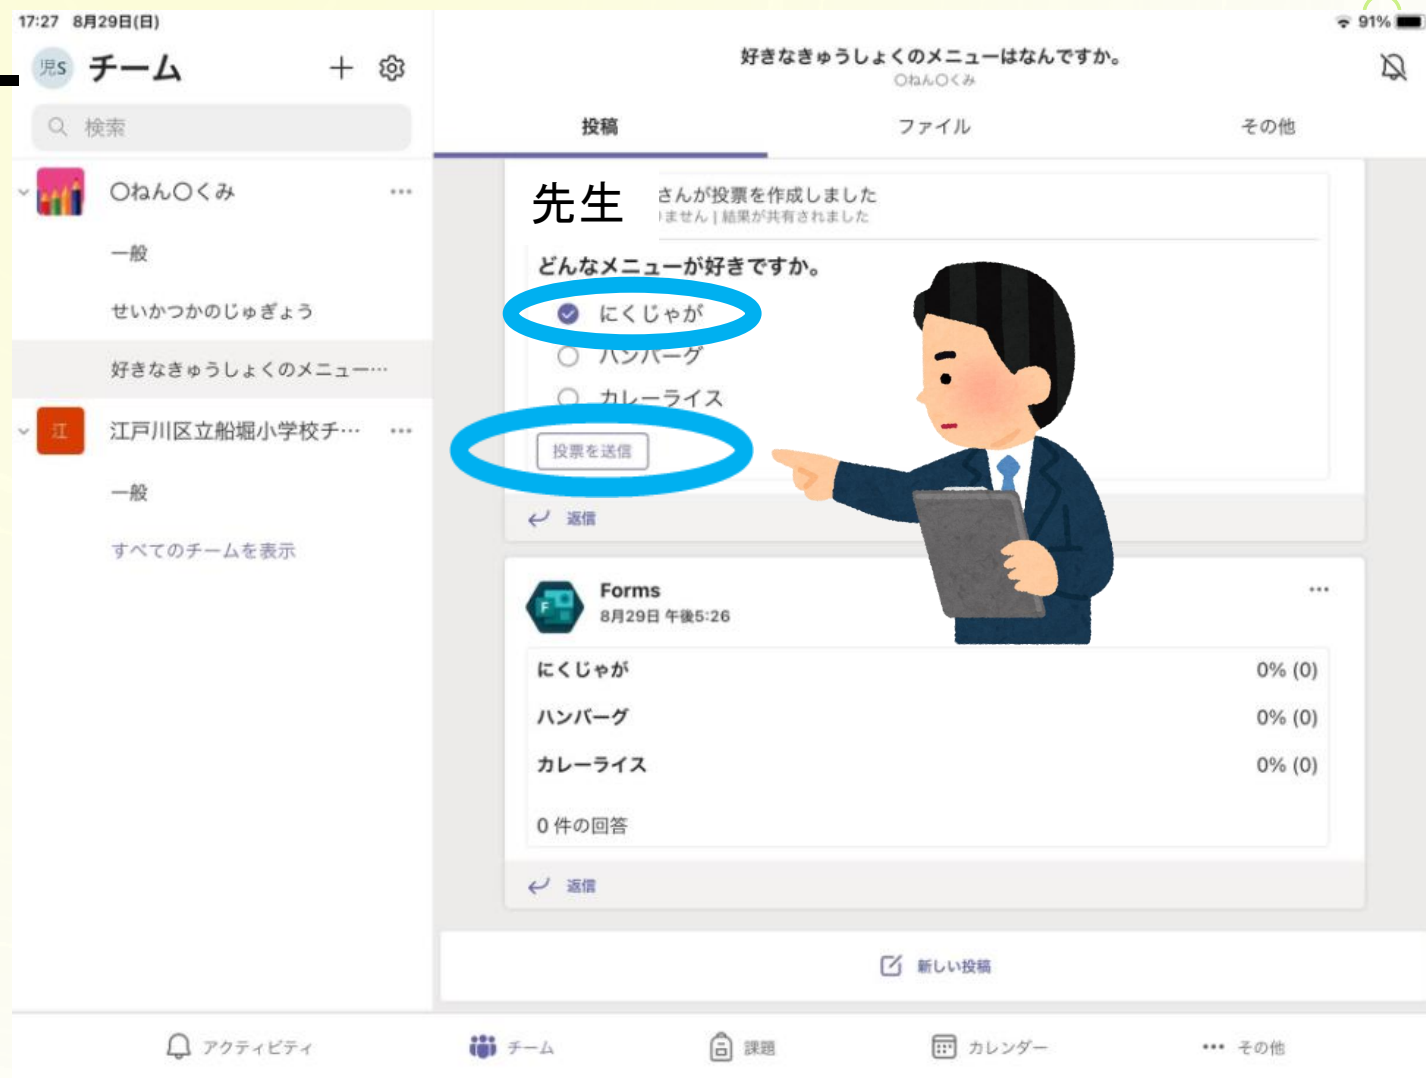 17:27 8月29日(日)
91%
児S チーム
検索
〇ねん〇くみ
一般
せいかつかのじゅぎょう
好きなきゅうしょくのメニュー…
江 江戸川区立船堀小学校チ…
一般
すべてのチームを表示
好きなきゅうしょくのメニューはなんですか。
〇ねん〇くみ
投稿 ファイル その他
先生 さんが投票を作成しました
りません | 結果が共有されました
どんなメニューが好きですか。
にくじゃが
ハンバーグ
カレーライス
投票を送信
返信
F Forms
8月29日 午後5:26
にくじゃが 0% (0)
ハンバーグ 0% (0)
カレーライス 0% (0)
0 件の回答
返信
新しい投稿
アクティビティ チーム 課題 カレンダー その他